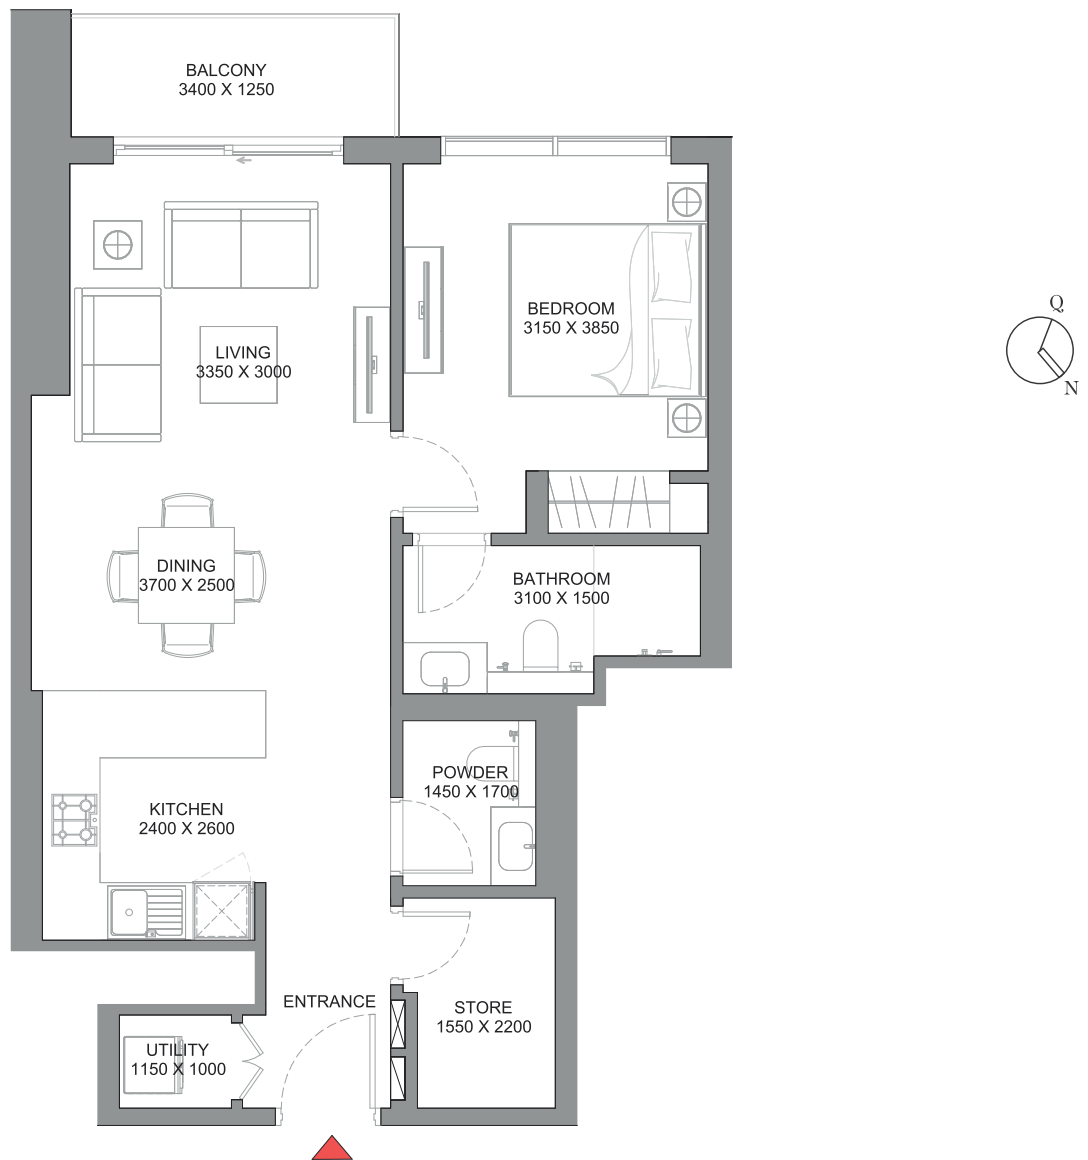 BALCONY
3400 X 1250
BEDROOM
3150 X 3850
LIVING
3350 X 3000
Q
N
DINING
3700 X 2500
BATHROOM
3100 X 1500
POWDER
1450 X 1700
KITCHEN
2400 X 2600
ENTRANCE
STORE
1550 X 2200
UTILITY
1150 X 1000